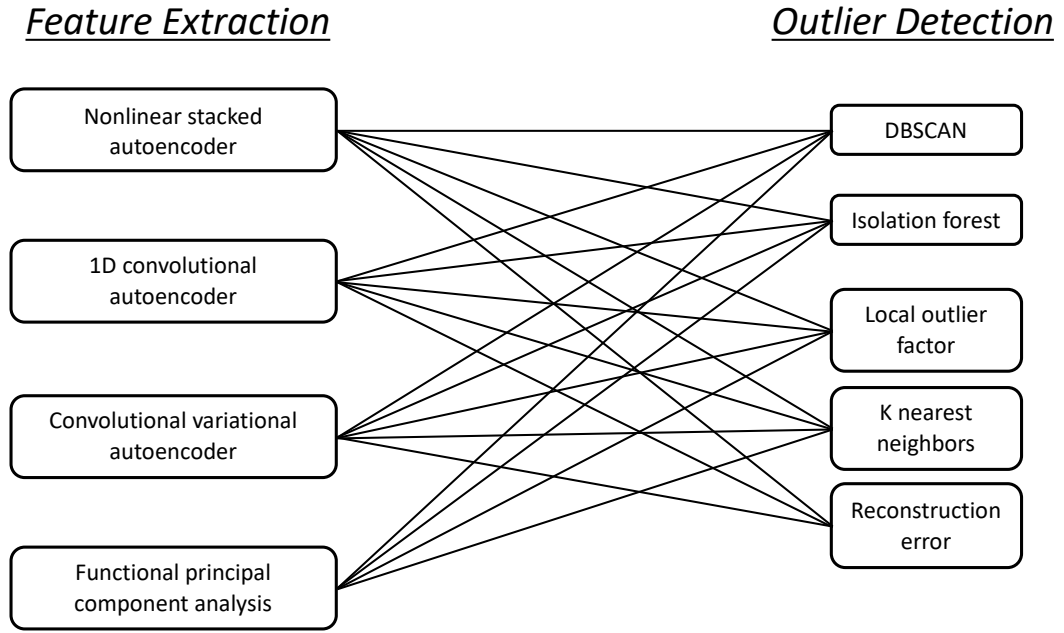 Feature Extraction
Outlier Detection
Nonlinear stacked
autoencoder
DBSCAN
Isolation forest
1D convolutional
autoencoder
Local outlier
factor
Convolutional variational
autoencoder
K nearest
neighbors
Reconstruction
error
Functional principal
component analysis